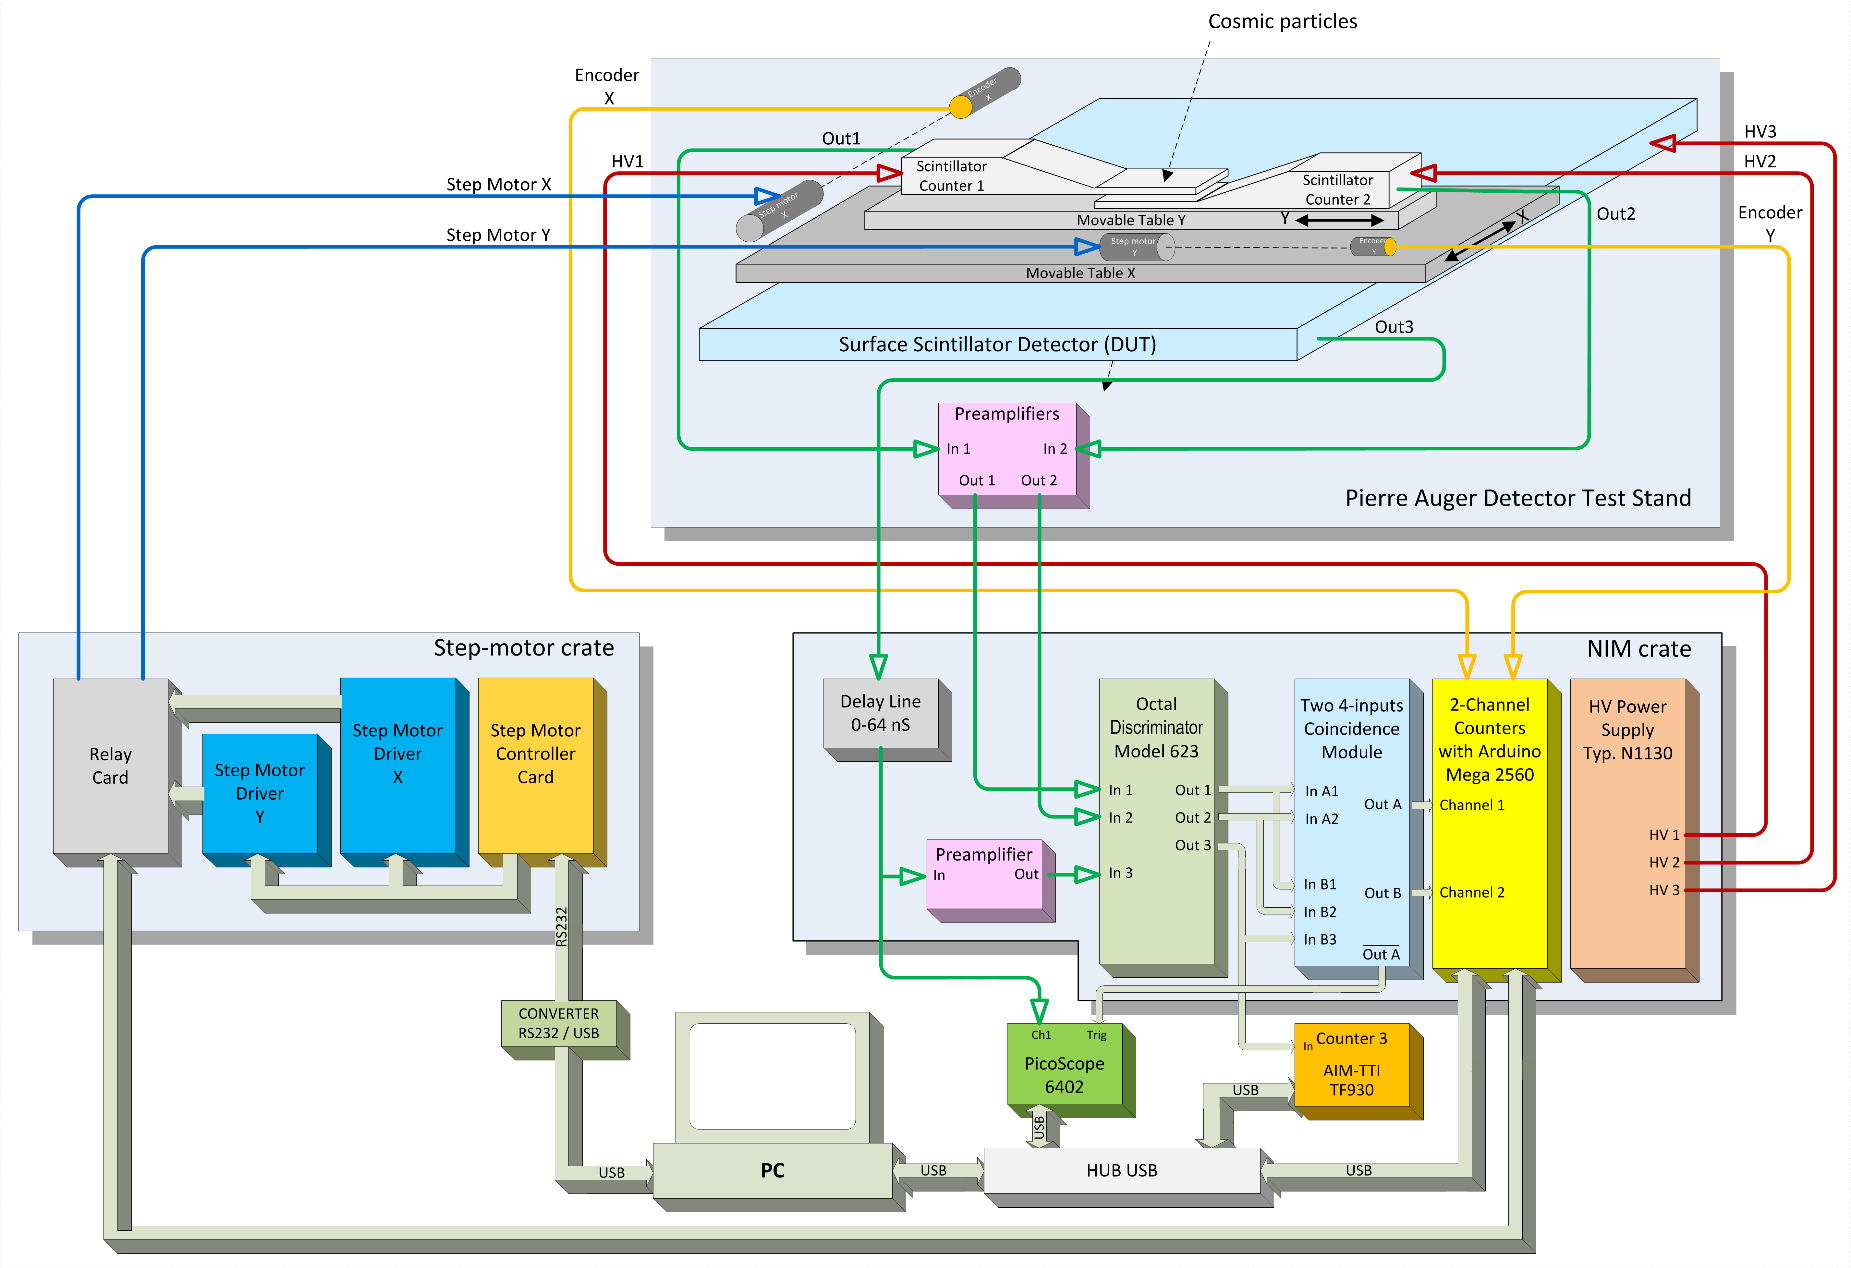 Cosmic particles
Encoder
X
Encoder
X
Out1
HV1
HV3
HV2
Scintillator
Counter 1
Scintillator
Counter 2
Step Motor X
Step motor
X
Movable Table Y
Y
X
Out2
Encoder
Y
Step Motor Y
Step motor
Y
Encoder
Y
Movable Table X
Out3
Surface Scintillator Detector (DUT)
Preamplifiers
In 1
In 2
Out 1
Out 2
Pierre Auger Detector Test Stand
Step-motor crate
Relay
Card
Step Motor
Driver
Y
Step Motor
Driver
X
Step Motor
Controller
Card
RS232
CONVERTER
RS232 / USB
NIM crate
Delay Line
0-64 nS
Preamplifier
In
Out
Octal
Discriminator
Model 623
In 1
In 2
In 3
Out 1
Out 2
Out 3
Two 4-inputs
Coincidence
Module
In A1
In A2
In B1
In B2
In B3
Out A
Out B
Out A
2-Channel
Counters
with Arduino
Mega 2560
Channel 1
Channel 2
HV Power
Supply
Typ. N1130
HV 1
HV 2
HV 3
Ch1
Trig
PicoScope
6402
In
Counter 3
AIM-TTI
TF930
USB
USB
USB
PC
USB
HUB USB
USB